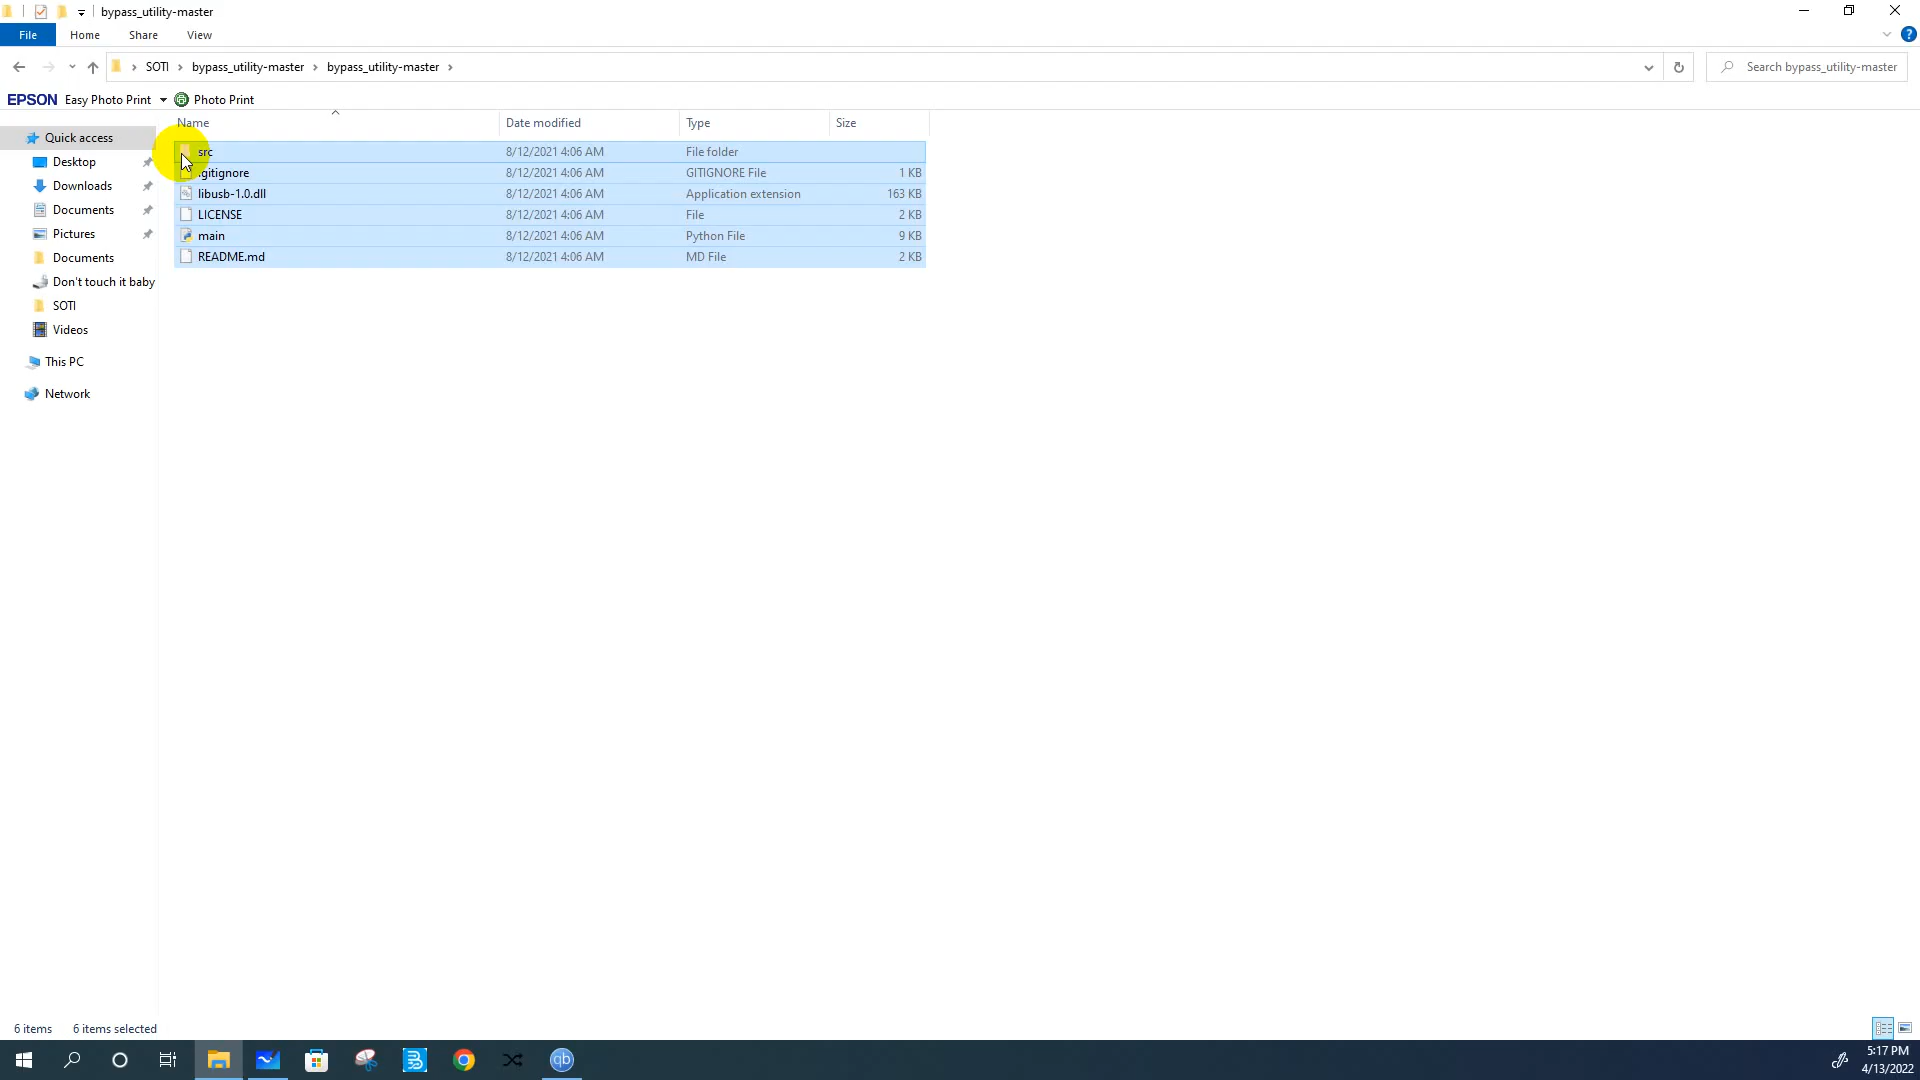 bypass_utility-master
File Home Share View
SOTI bypass_utility-master bypass_utility-master Search bypass_utility-master
EPSON Easy Photo Print Photo Print
Name Date modified Type Size
Quick access
Desktop
Downloads
Documents
Pictures
Documents
Don't touch it baby
SOTI
Videos
This PC
Network
src 8/12/2021 4:06 AM File folder
.gitignore 8/12/2021 4:06 AM GITIGNORE File 1 KB
libusb-1.0.dll 8/12/2021 4:06 AM Application extension 163 KB
LICENSE 8/12/2021 4:06 AM File 2 KB
main 8/12/2021 4:06 AM Python File 9 KB
README.md 8/12/2021 4:06 AM MD File 2 KB
6 items 6 items selected
qb
5:17 PM
4/13/2022